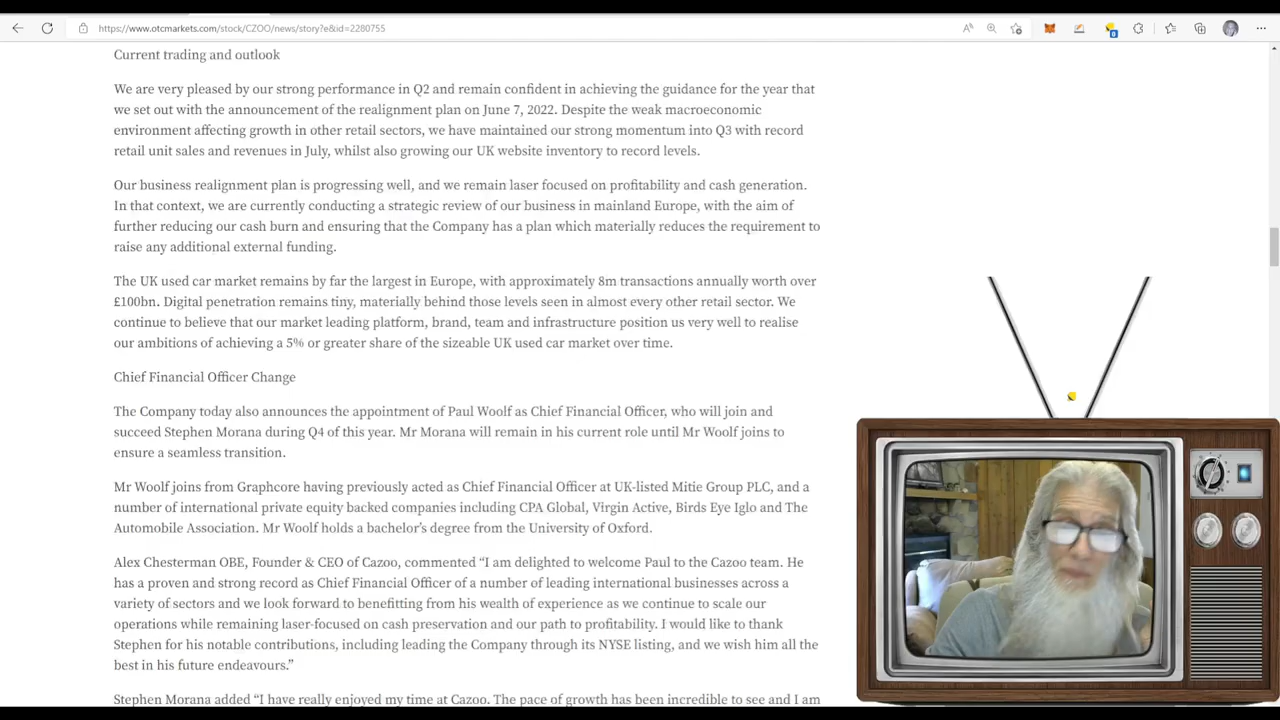 https://www.otcmarkets.com/stock/CZOO/news/story?e&id=2280755
Current trading and outlook
We are very pleased by our strong performance in Q2 and remain confident in achieving the guidance for the year that
we set out with the announcement of the realignment plan on June 7, 2022. Despite the weak macroeconomic
environment affecting growth in other retail sectors, we have maintained our strong momentum into Q3 with record
retail unit sales and revenues in July, whilst also growing our UK website inventory to record levels.
Our business realignment plan is progressing well, and we remain laser focused on profitability and cash generation.
In that context, we are currently conducting a strategic review of our business in mainland Europe, with the aim of
further reducing our cash burn and ensuring that the Company has a plan which materially reduces the requirement to
raise any additional external funding.
The UK used car market remains by far the largest in Europe, with approximately 8m transactions annually worth over
£100bn. Digital penetration remains tiny, materially behind those levels seen in almost every other retail sector. We
continue to believe that our market leading platform, brand, team and infrastructure position us very well to realise
our ambitions of achieving a 5% or greater share of the sizeable UK used car market over time.
Chief Financial Officer Change
The Company today also announces the appointment of Paul Woolf as Chief Financial Officer, who will join and
succeed Stephen Morana during Q4 of this year. Mr Morana will remain in his current role until Mr Woolf joins to
ensure a seamless transition.
Mr Woolf joins from Graphcore having previously acted as Chief Financial Officer at UK-listed Mitie Group PLC, and a
number of international private equity backed companies including CPA Global, Virgin Active, Birds Eye Iglo and The
Automobile Association. Mr Woolf holds a bachelor's degree from the University of Oxford.
Alex Chesterman OBE, Founder & CEO of Cazoo, commented “I am delighted to welcome Paul to the Cazoo team. He
has a proven and strong record as Chief Financial Officer of a number of leading international businesses across a
variety of sectors and we look forward to benefitting from his wealth of experience as we continue to scale our
operations while remaining laser-focused on cash preservation and our path to profitability. I would like to thank
Stephen for his notable contributions, including leading the Company through its NYSE listing, and we wish him all the
best in his future endeavours.”
Stephen Morana added “I have really enjoyed my time at Cazoo. The pace of growth has been incredible to see and I am